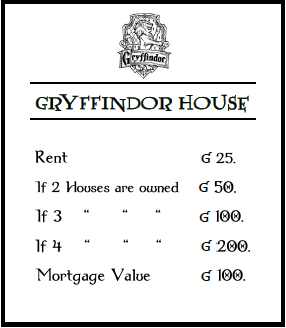 Gryffindor
GRYFFINDOR HOUSE
Rent G 25.
If 2 Houses are owned G 50.
If 3 “ “ “ G 100.
If 4 “ “ “ G 200.
Mortgage Value G 100.